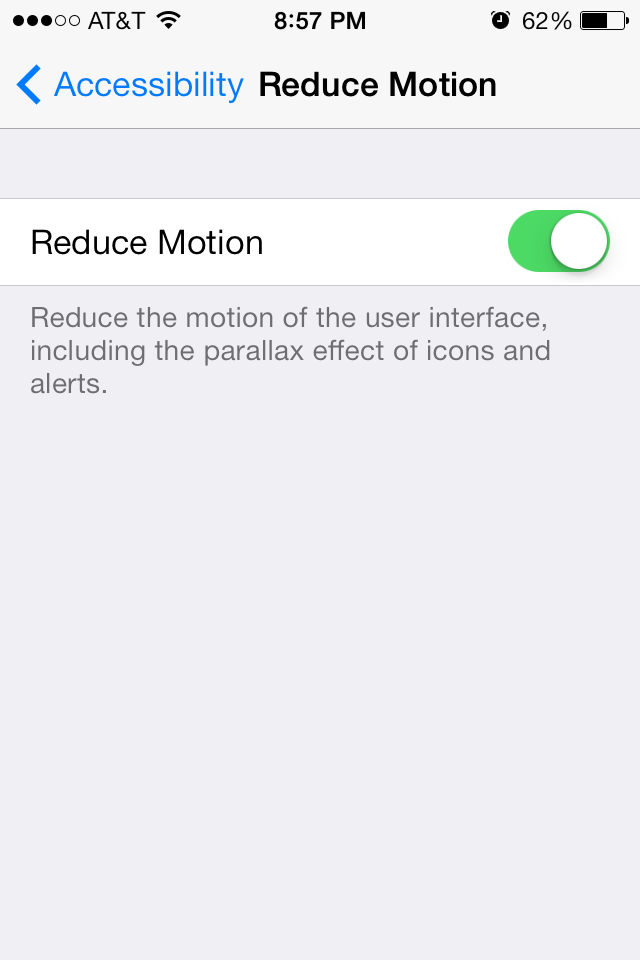 AT&T 8:57 PM 62%
Accessibility Reduce Motion
Reduce Motion
Reduce the motion of the user interface,
including the parallax effect of icons and
alerts.